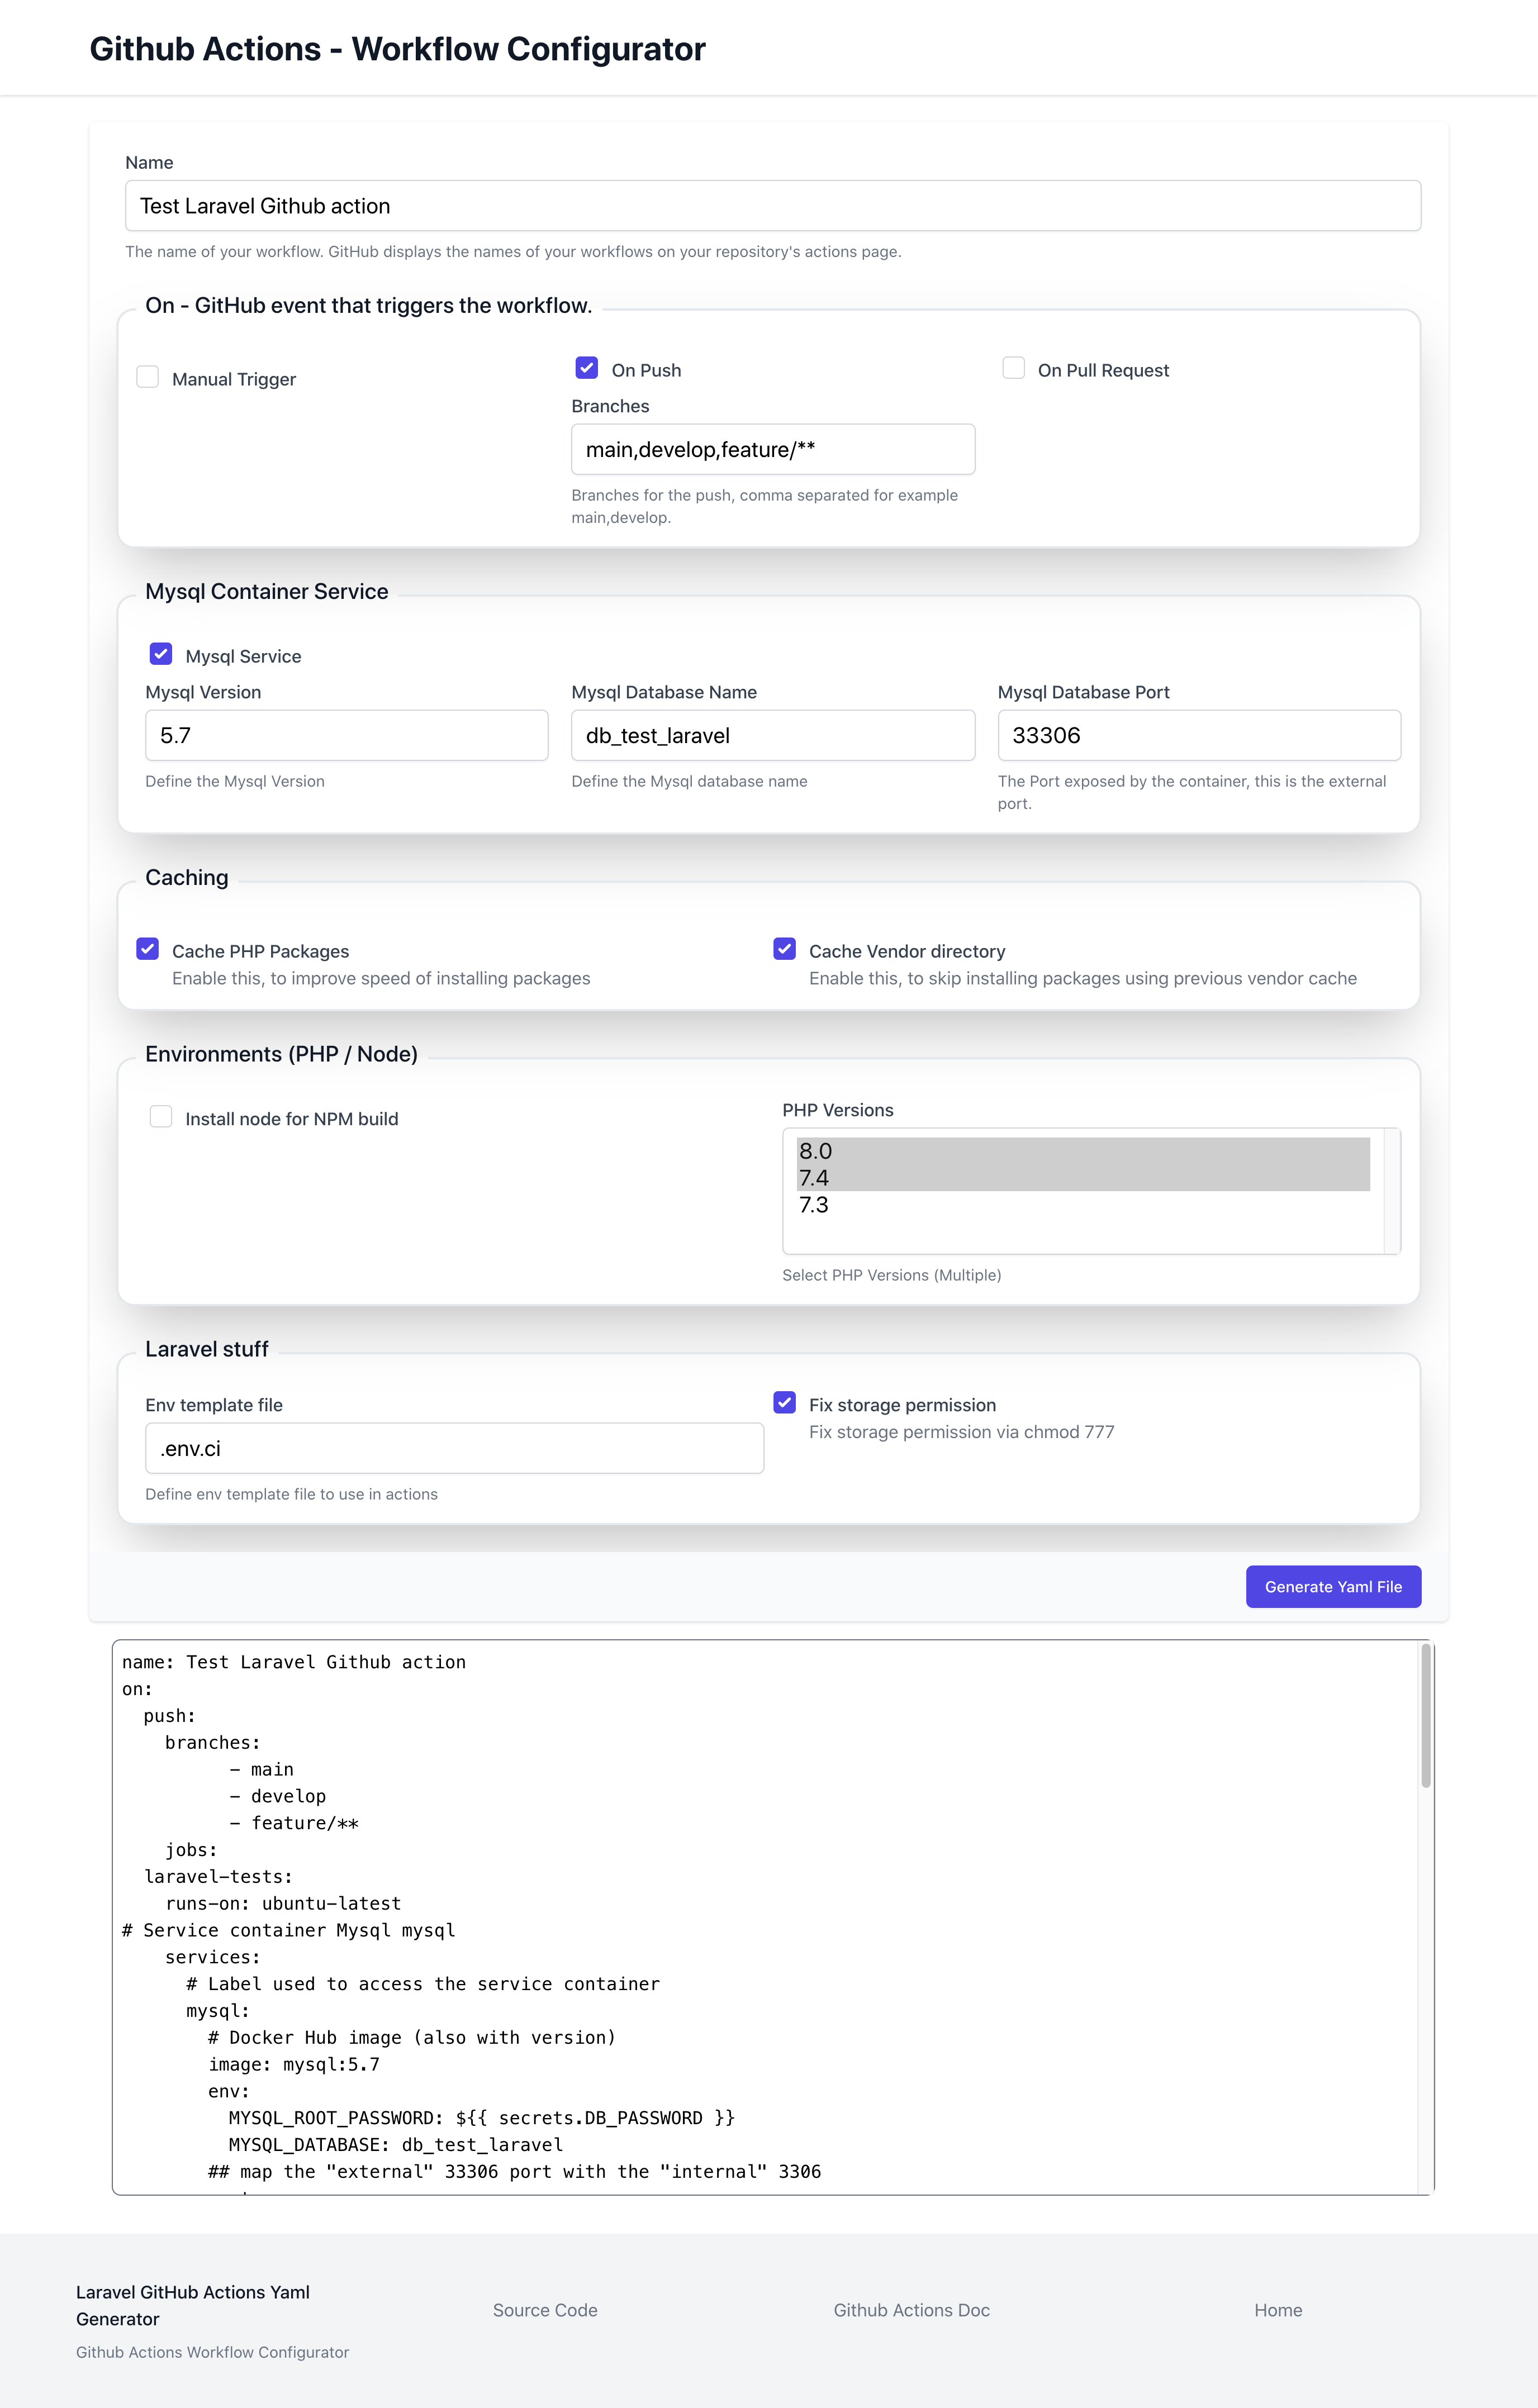 Github Actions - Workflow Configurator
Name
Test Laravel Github action
The name of your workflow. GitHub displays the names of your workflows on your repository's actions page.
On - GitHub event that triggers the workflow.
Manual Trigger
On Push
On Pull Request
Branches
main,develop,feature/**
Branches for the push, comma separated for example
main,develop.
Mysql Container Service
Mysql Service
Mysql Version
Mysql Database Name
Mysql Database Port
5.7
db_test_laravel
33306
Define the Mysql Version
Define the Mysql database name
The Port exposed by the container, this is the external
port.
Caching
Cache PHP Packages
Enable this, to improve speed of installing packages
Cache Vendor directory
Enable this, to skip installing packages using previous vendor cache
Environments (PHP / Node)
Install node for NPM build
PHP Versions
8.0
7.4
7.3
Select PHP Versions (Multiple)
Laravel stuff
Env template file
.env.ci
Define env template file to use in actions
Fix storage permission
Fix storage permission via chmod 777
Generate Yaml File
name: Test Laravel Github action
on:
  push:
    branches:
          - main
          - develop
          - feature/**
    jobs:
  laravel-tests:
    runs-on: ubuntu-latest
# Service container Mysql mysql
    services:
      # Label used to access the service container
      mysql:
        # Docker Hub image (also with version)
        image: mysql:5.7
        env:
          MYSQL_ROOT_PASSWORD: ${{ secrets.DB_PASSWORD }}
          MYSQL_DATABASE: db_test_laravel
        ## map the "external" 33306 port with the "internal" 3306
Laravel GitHub Actions Yaml
Generator
Github Actions Workflow Configurator
Source Code
Github Actions Doc
Home